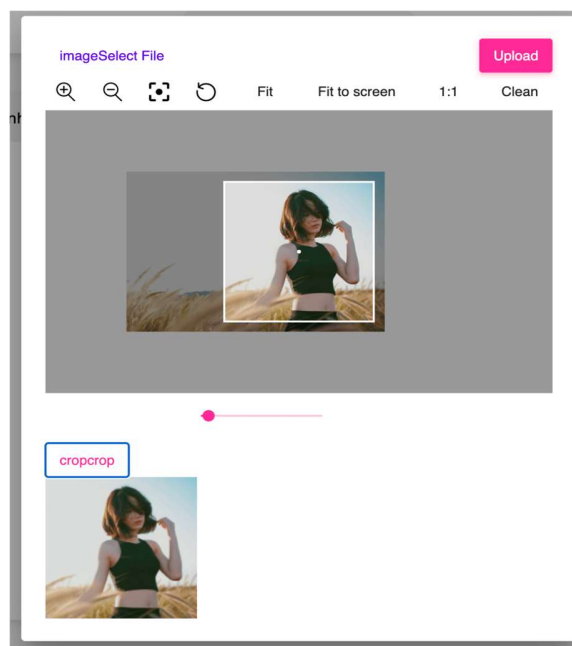 imageSelect File
Upload
Fit
Fit to screen
1:1
Clean
cropcrop